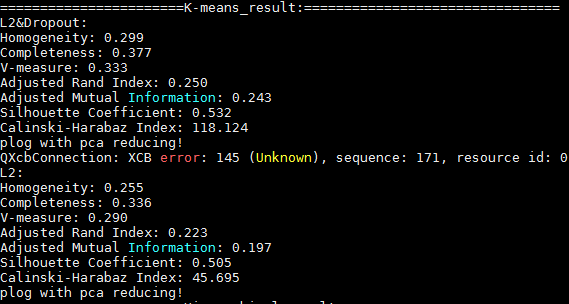 =======================K-means_result:===============================
L2&Dropout:
Homogeneity: 0.299
Completeness: 0.377
V-measure: 0.333
Adjusted Rand Index: 0.250
Adjusted Mutual Information: 0.243
Silhouette Coefficient: 0.532
Calinski-Harabaz Index: 118.124
plog with pca reducing!
QXcbConnection: XCB error: 145 (Unknown), sequence: 171, resource id: 0
L2:
Homogeneity: 0.255
Completeness: 0.336
V-measure: 0.290
Adjusted Rand Index: 0.223
Adjusted Mutual Information: 0.197
Silhouette Coefficient: 0.505
Calinski-Harabaz Index: 45.695
plog with pca reducing!